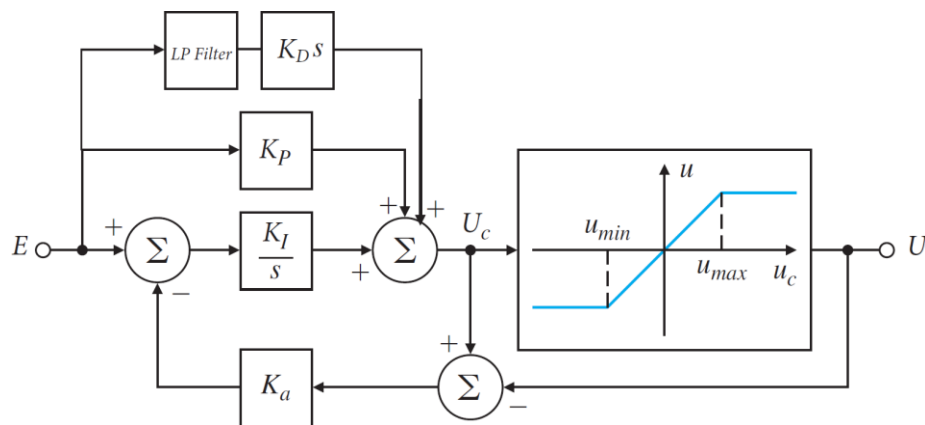 LP Filter
K_D s
K_P
u
+
+
+
U_c
u_min
E
Σ
K_I
s
+
Σ
U
−
u_max
u_c
+
K_a
Σ
−